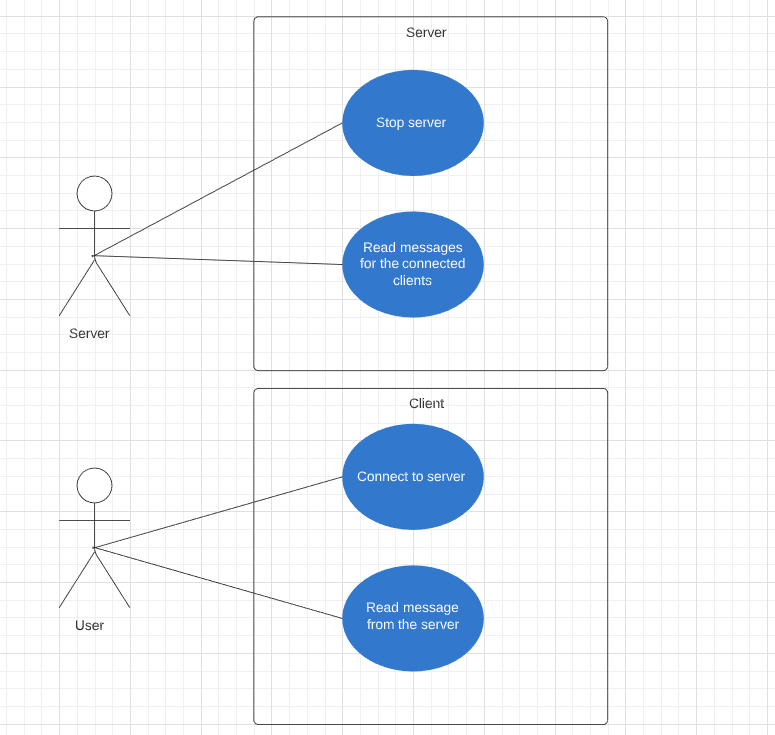 Server
Stop server
Read messages
for the connected
clients
Server
Client
Connect to server
Read message
from the server
User